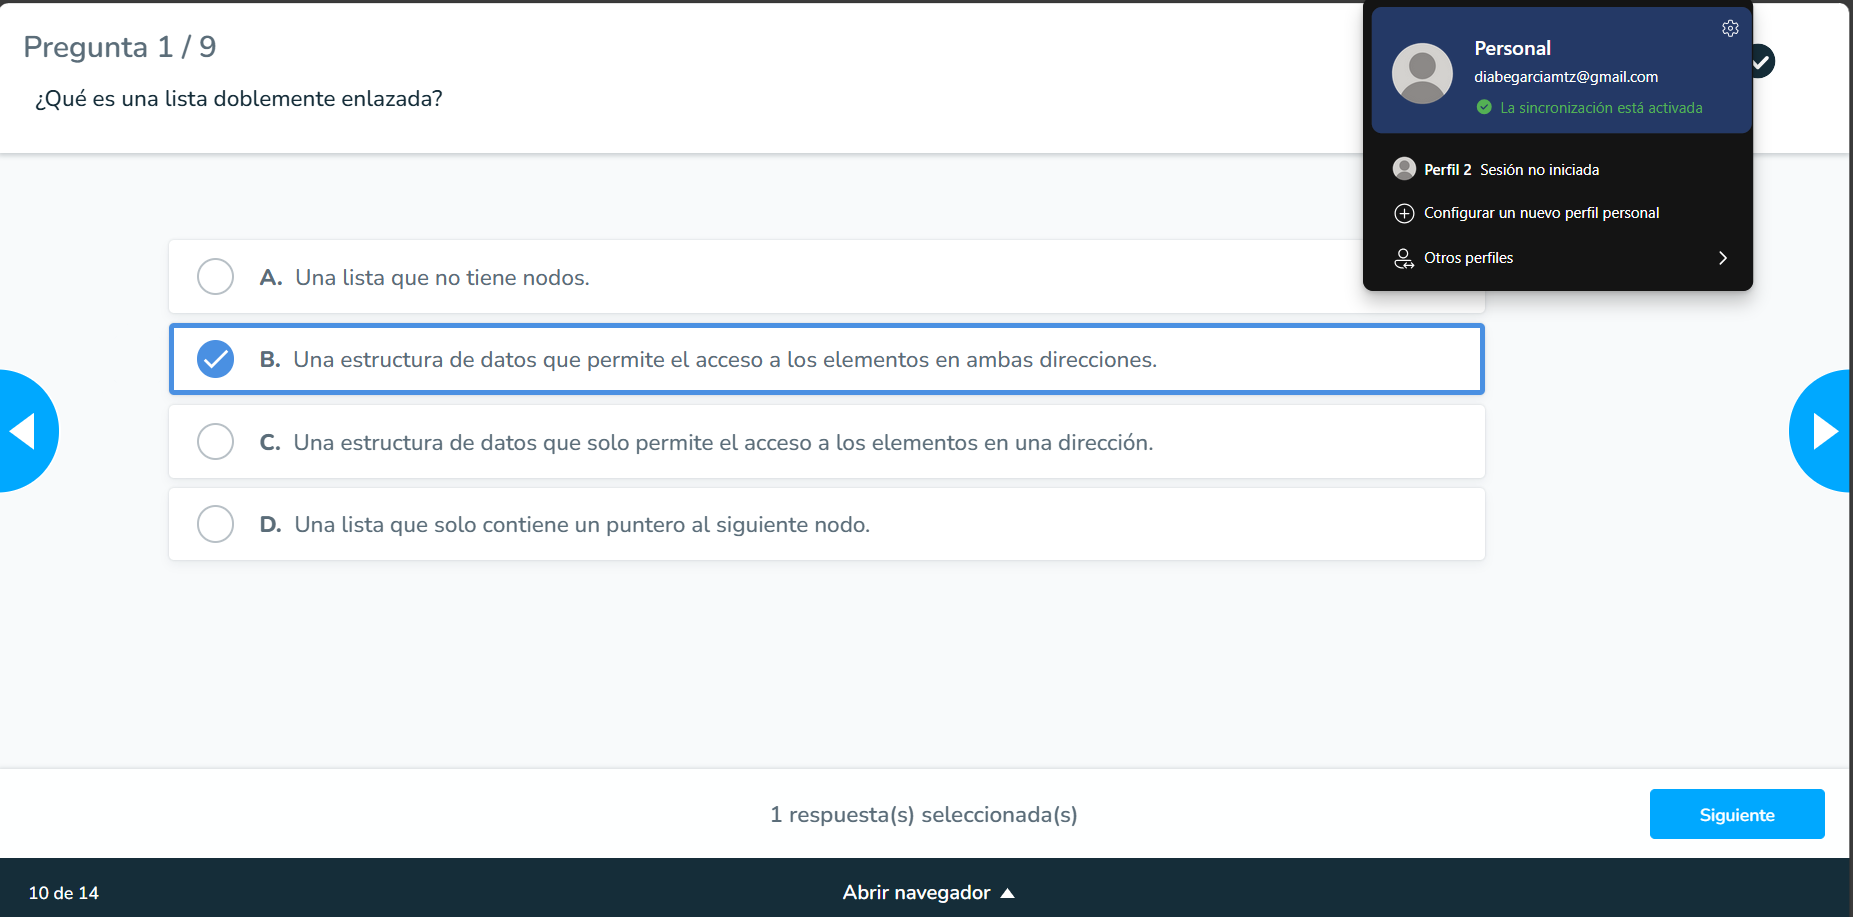 Pregunta 1 / 9
¿Qué es una lista doblemente enlazada?
Personal
diabegarciamtz@gmail.com
La sincronización está activada
Perfil 2 Sesión no iniciada
Configurar un nuevo perfil personal
Otros perfiles
A. Una lista que no tiene nodos.
B. Una estructura de datos que permite el acceso a los elementos en ambas direcciones.
C. Una estructura de datos que solo permite el acceso a los elementos en una dirección.
D. Una lista que solo contiene un puntero al siguiente nodo.
1 respuesta(s) seleccionada(s)
Siguiente
10 de 14
Abrir navegador